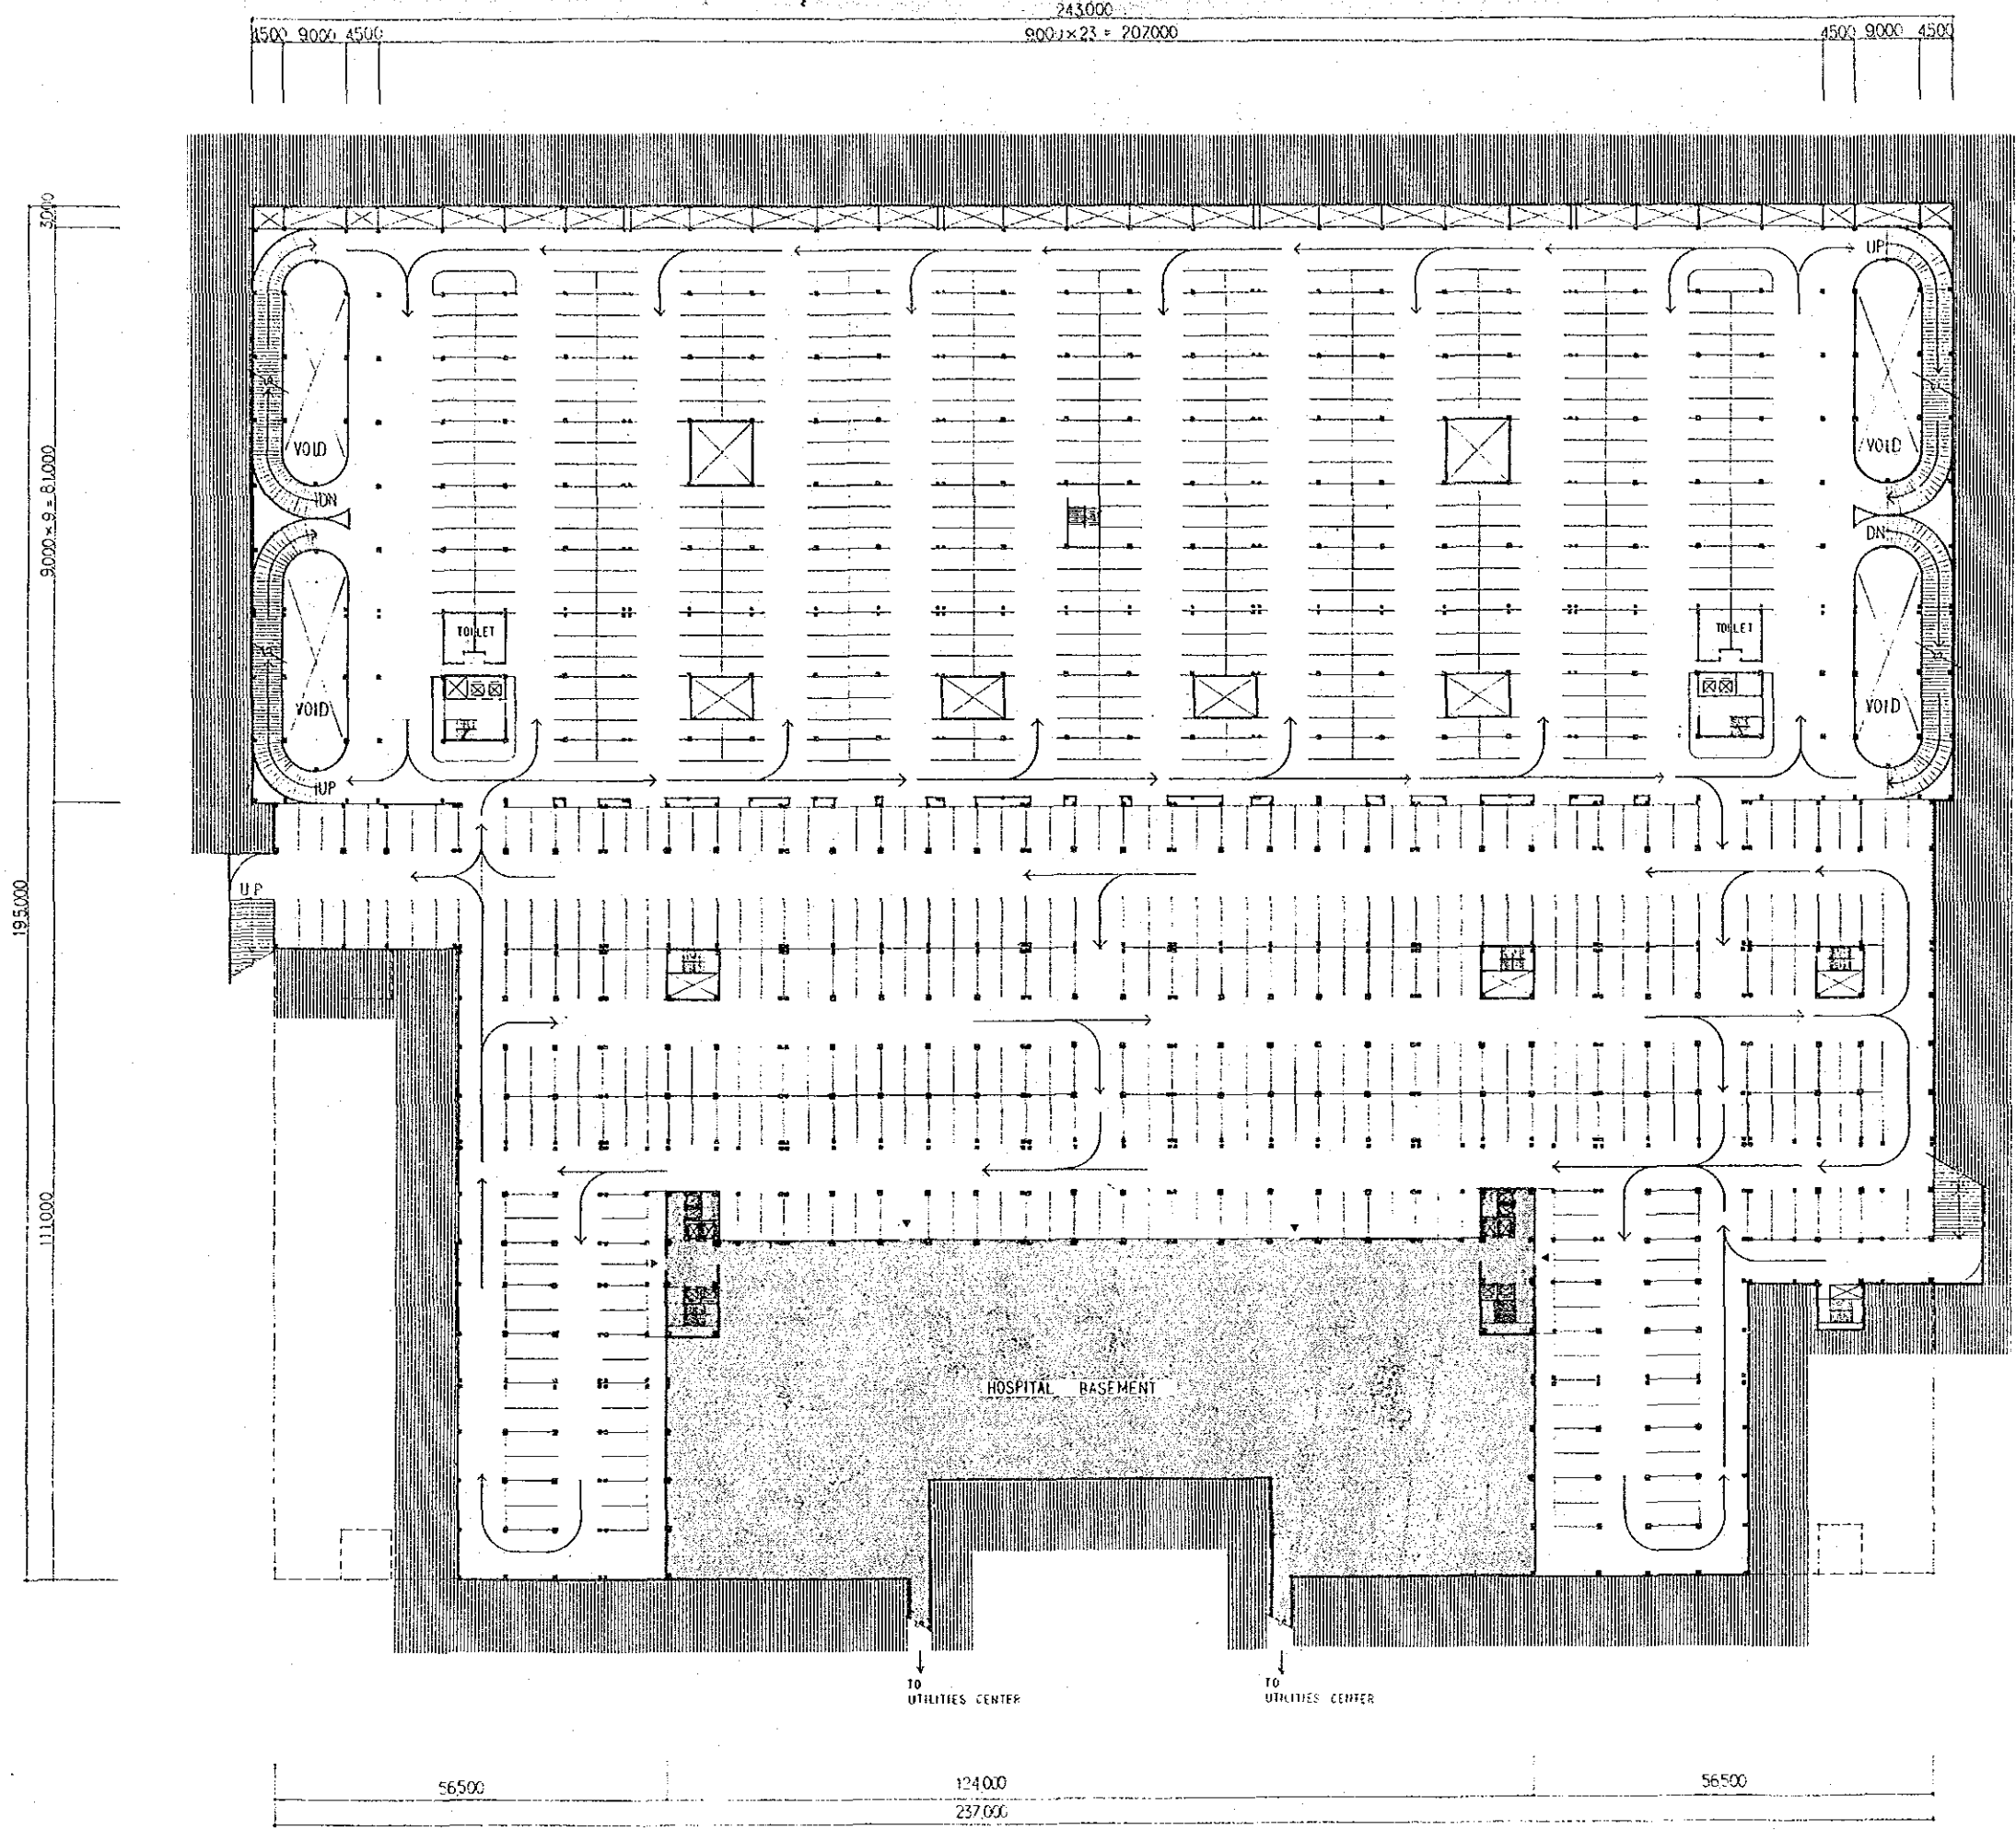 243000
4500 9000 4500
9000×23 = 207000
4500 9000 4500
3000
9000×9=81000
195000
111000
UP
VOID
VOID
DN
DN
TOILET
TOILET
VOID
VOID
UP
UP
HOSPITAL BASEMENT
TO
UTILITIES CENTER
TO
UTILITIES CENTER
56500
124000
56500
237000